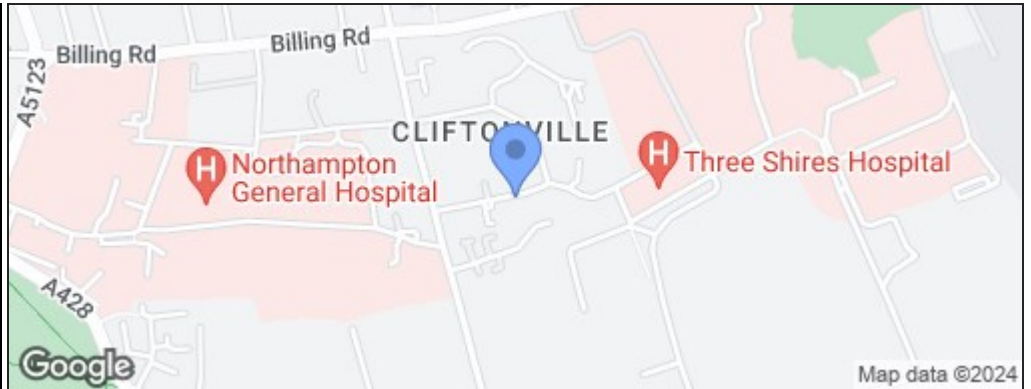 Billing Rd
Billing Rd
A5123
CLIFTONVILLE
H
Northampton
General Hospital
H
Three Shires Hospital
A428
Google
Map data ©2024